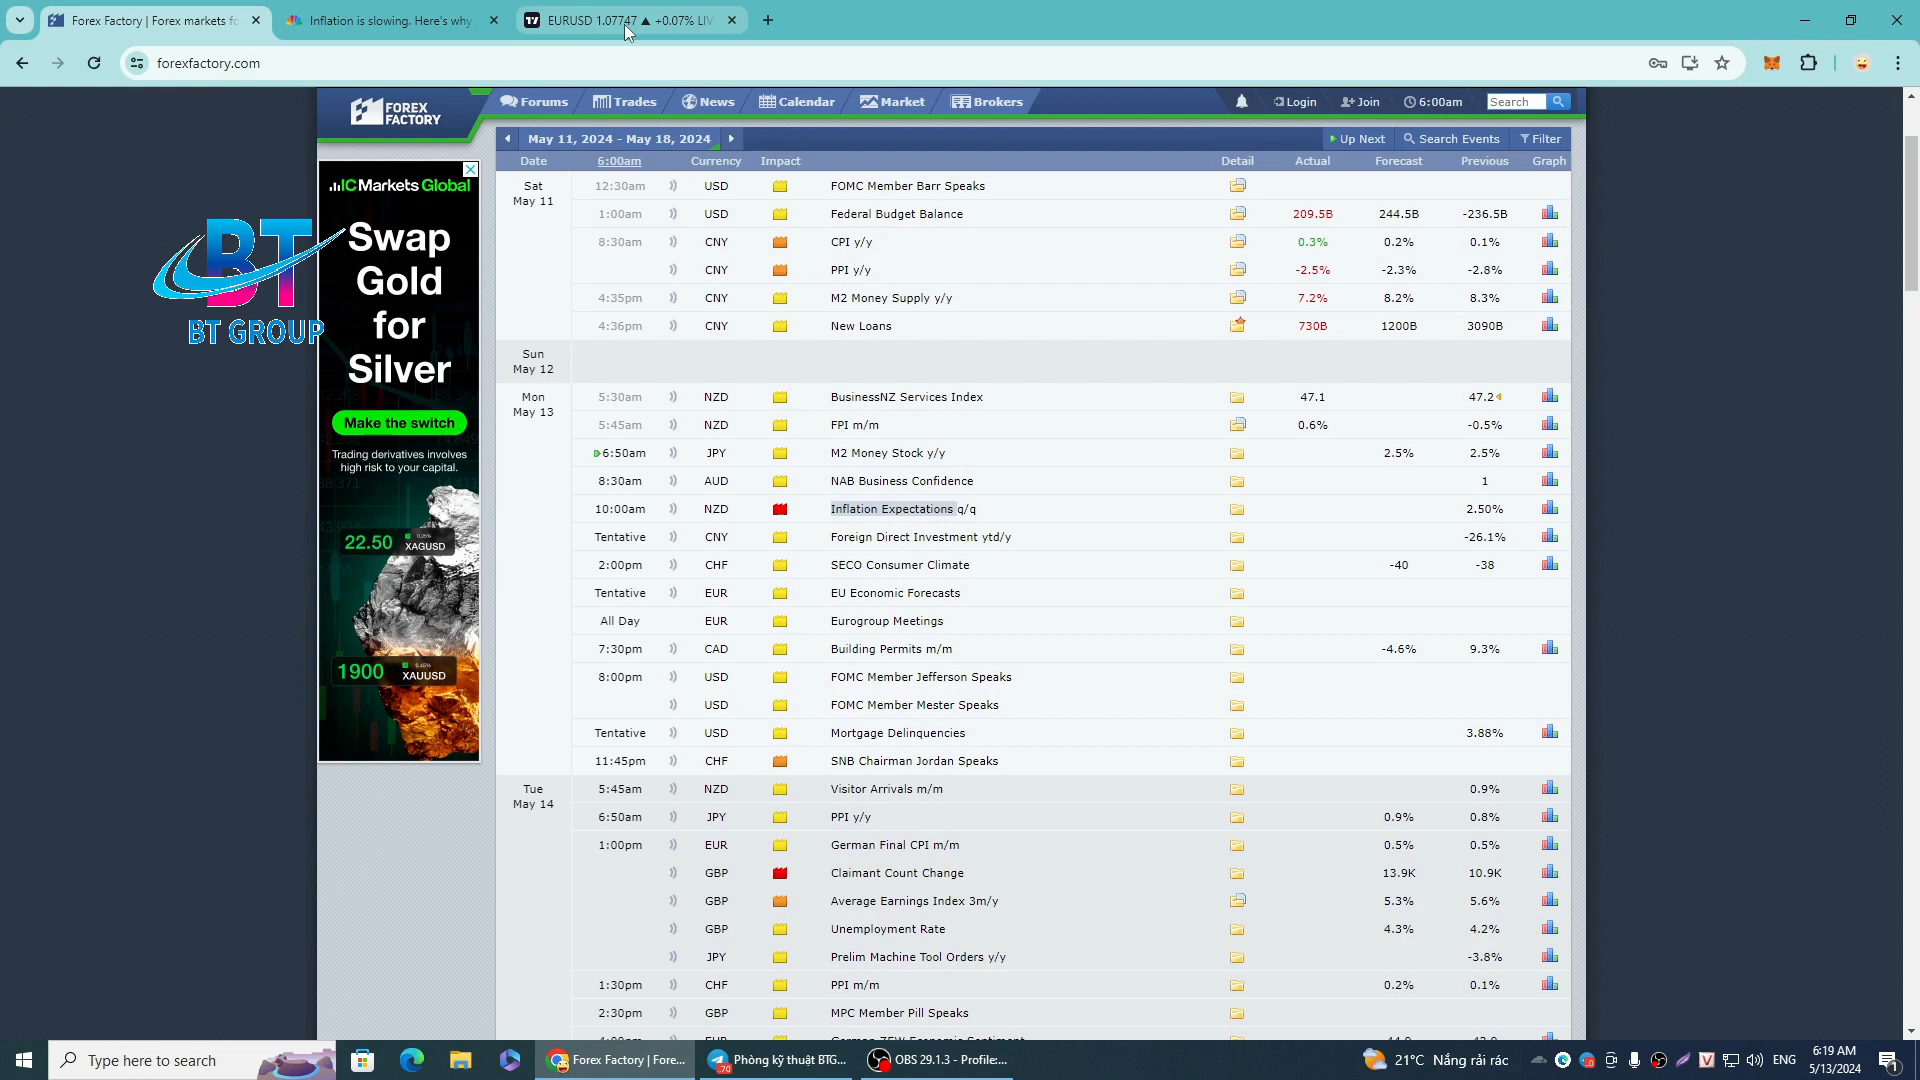 Forex Factory | Forex markets fo
Inflation is slowing. Here's why
EURUSD 1.07747 ▲ +0.07% LIV
forexfactory.com
FOREX FACTORY
Forums Trades News Calendar Market Brokers Login Join 6:00am Search
May 11, 2024 - May 18, 2024 Up Next Search Events Filter
Date 6:00am Currency Impact Detail Actual Forecast Previous Graph
Sat May 11 12:30am USD FOMC Member Barr Speaks
1:00am USD Federal Budget Balance 209.5B 244.5B -236.5B
8:30am CNY CPI y/y 0.3% 0.2% 0.1%
CNY PPI y/y -2.5% -2.3% -2.8%
4:35pm CNY M2 Money Supply y/y 7.2% 8.2% 8.3%
4:36pm CNY New Loans 730B 1200B 3090B
Sun May 12
Mon May 13 5:30am NZD BusinessNZ Services Index 47.1 47.2
5:45am NZD FPI m/m 0.6% -0.5%
6:50am JPY M2 Money Stock y/y 2.5% 2.5%
8:30am AUD NAB Business Confidence 1
10:00am NZD Inflation Expectations q/q 2.50%
Tentative CNY Foreign Direct Investment ytd/y -26.1%
2:00pm CHF SECO Consumer Climate -40 -38
Tentative EUR EU Economic Forecasts
All Day EUR Eurogroup Meetings
7:30pm CAD Building Permits m/m -4.6% 9.3%
8:00pm USD FOMC Member Jefferson Speaks
USD FOMC Member Mester Speaks
Tentative USD Mortgage Delinquencies 3.88%
11:45pm CHF SNB Chairman Jordan Speaks
Tue May 14 5:45am NZD Visitor Arrivals m/m 0.9%
6:50am JPY PPI y/y 0.9% 0.8%
1:00pm EUR German Final CPI m/m 0.5% 0.5%
GBP Claimant Count Change 13.9K 10.9K
GBP Average Earnings Index 3m/y 5.3% 5.6%
GBP Unemployment Rate 4.3% 4.2%
JPY Prelim Machine Tool Orders y/y -3.8%
1:30pm CHF PPI m/m 0.2% 0.1%
2:30pm GBP MPC Member Pill Speaks
IC Markets Global
Swap
Gold
for
Silver
Make the switch
Trading derivatives involves
high risk to your capital.
22.50 XAGUSD
1900 XAUUSD
BT
BT GROUP
Type here to search
Forex Factory | Fore...
Phòng kỹ thuật BTG...
OBS 29.1.3 - Profile:...
21°C Nắng rải rác
ENG
6:19 AM
5/13/2024